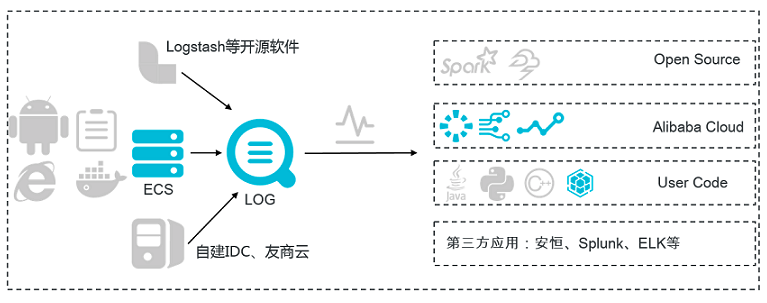 Logstash等开源软件
Spark
Open Source
Alibaba Cloud
ECS
LOG
Java
C++
User Code
自建IDC、友商云
第三方应用：安恒、Splunk、ELK等